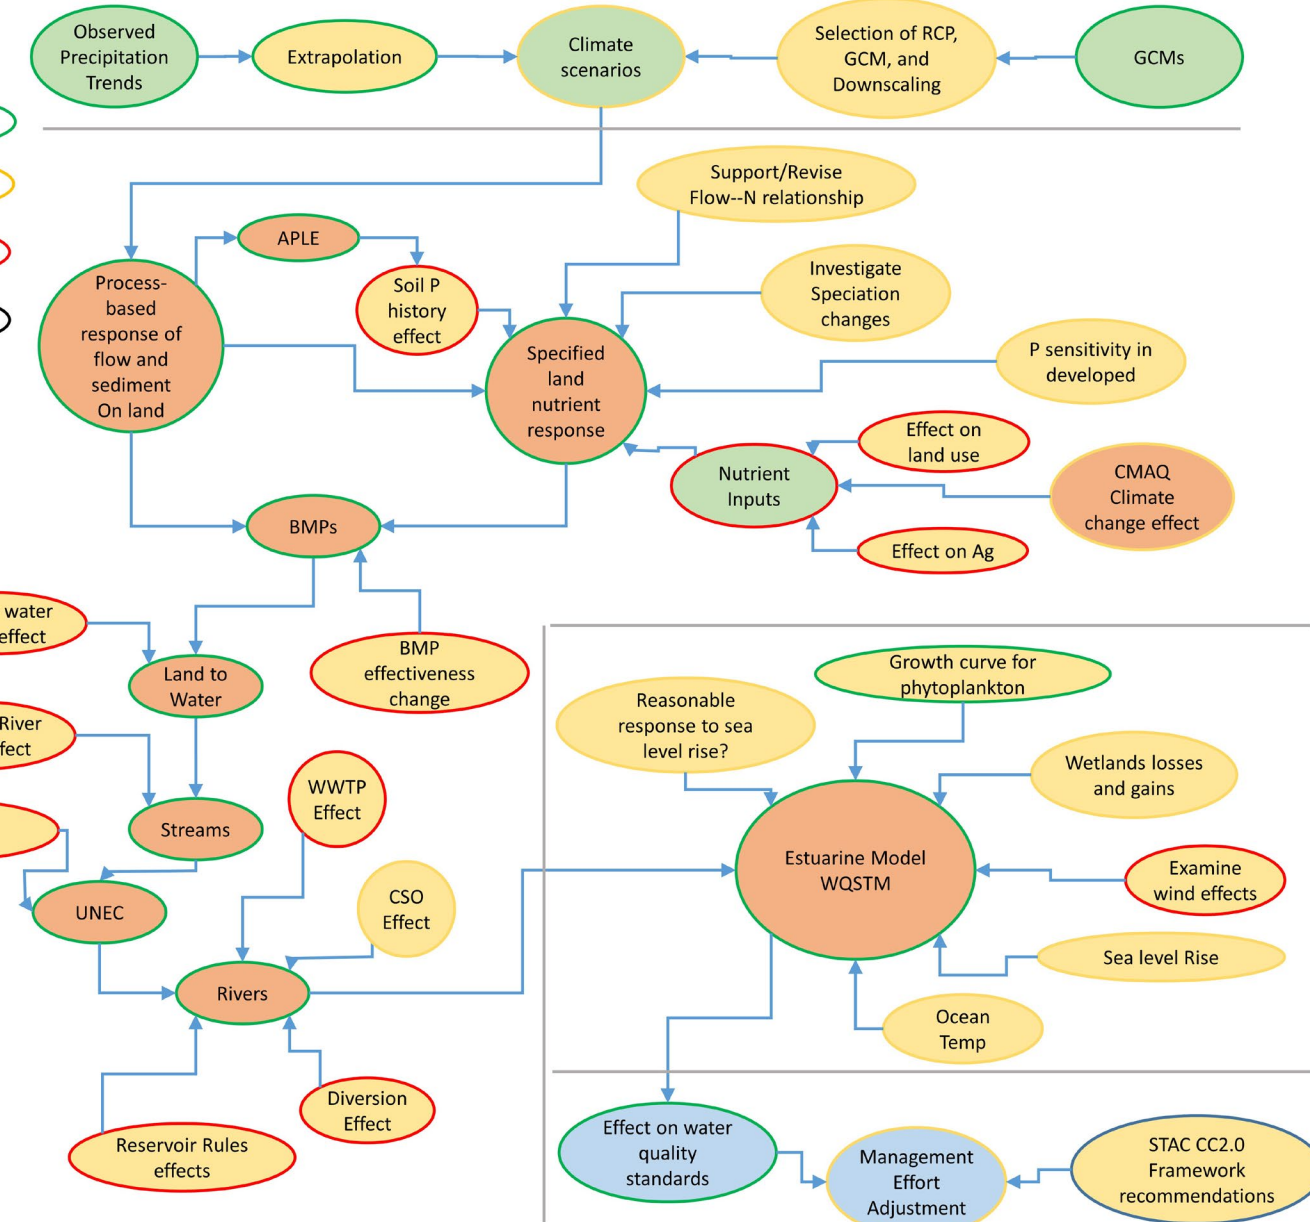 Observed
Precipitation
Trends
Extrapolation
Climate
scenarios
Selection of RCP,
GCM, and
Downscaling
GCMs
Support/Revise
Flow--N relationship
APLE
Process-
based
response of
flow and
sediment
On land
Soil P
history
effect
Investigate
Speciation
changes
Specified
land
nutrient
response
P sensitivity in
developed
Effect on
land use
Nutrient
Inputs
CMAQ
Climate
change effect
Effect on Ag
BMPs
water
effect
BMP
effectiveness
change
Land to
Water
River
fect
Streams
WWTP
Effect
CSO
Effect
UNEC
Rivers
Diversion
Effect
Reservoir Rules
effects
Growth curve for
phytoplankton
Reasonable
response to sea
level rise?
Wetlands losses
and gains
Estuarine Model
WQSTM
Examine
wind effects
Sea level Rise
Ocean
Temp
Effect on water
quality
standards
Management
Effort
Adjustment
STAC CC2.0
Framework
recommendations